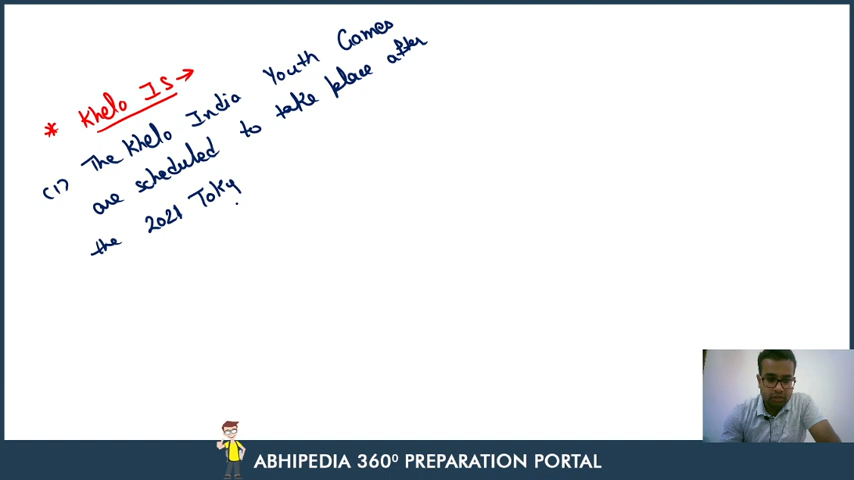 * Khelo IS→
(1) The Khelo India Youth Games
are scheduled to take place after
the 2021 Toky
ABHIPEDIA 360° PREPARATION PORTAL